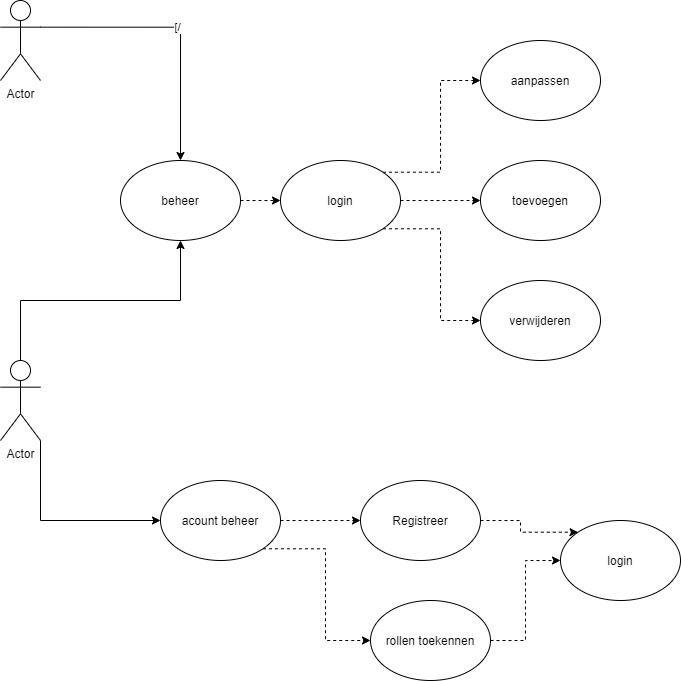 [/
Actor
aanpassen
beheer
login
toevoegen
verwijderen
Actor
acount beheer
Registreer
login
rollen toekennen